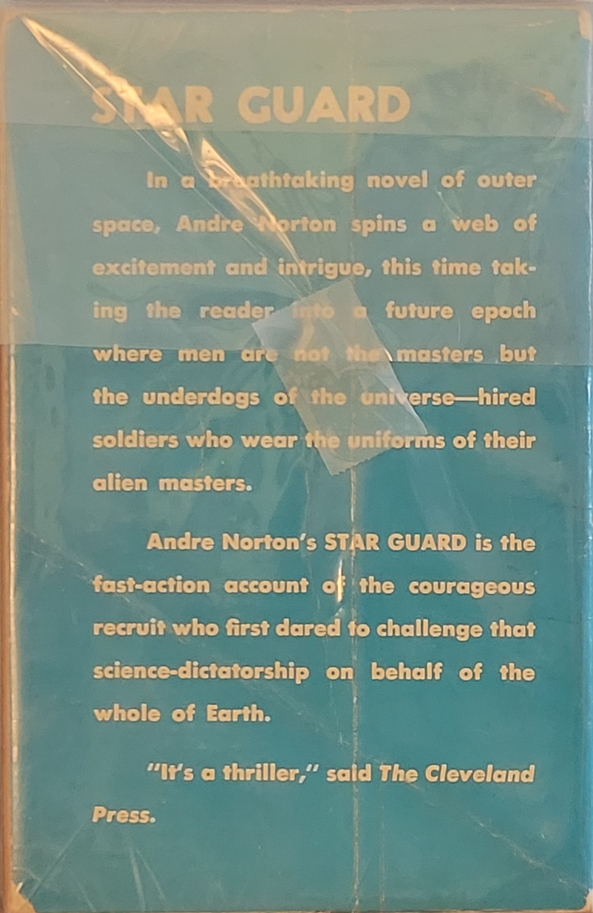 STAR GUARD
In a breathtaking novel of outer
space, Andre Norton spins a web of
excitement and intrigue, this time tak-
ing the reader into a future epoch
where men are not the masters but
the underdogs of the universe—hired
soldiers who wear the uniforms of their
alien masters.
Andre Norton's STAR GUARD is the
fast-action account of the courageous
recruit who first dared to challenge that
science-dictatorship on behalf of the
whole of Earth.
"It's a thriller," said The Cleveland
Press.